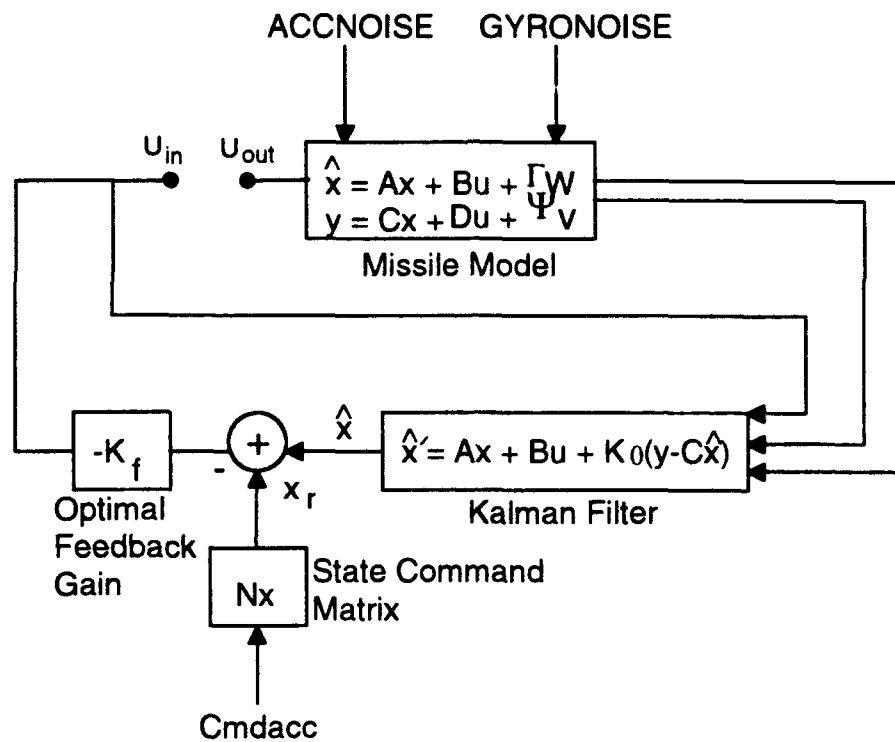 ACCNOISE GYRONOISE
U_in U_out
x̂ = Ax + Bu + ΓW
y = Cx + Du + Ψv
Missile Model
-K_f
Optimal
Feedback
Gain
+
-
x̂
x_r
x̂′ = Ax + Bu + K_0(y-Cx̂)
Kalman Filter
Nx
State Command
Matrix
Cmdacc